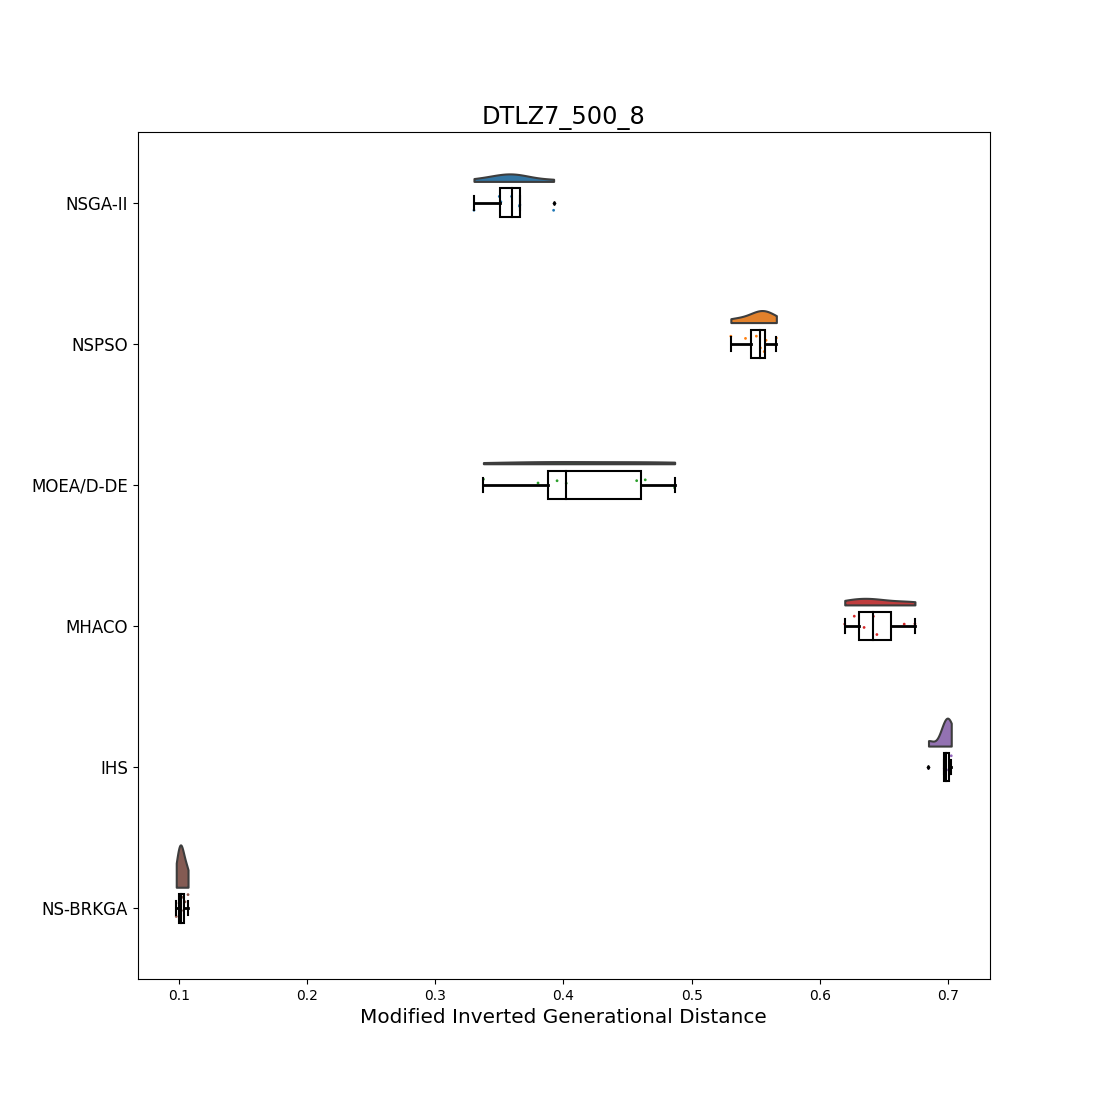 DTLZ7_500_8
NSGA-II
NSPSO
MOEA/D-DE
MHACO
IHS
NS-BRKGA
0.1 0.2 0.3 0.4 0.5 0.6 0.7
Modified Inverted Generational Distance